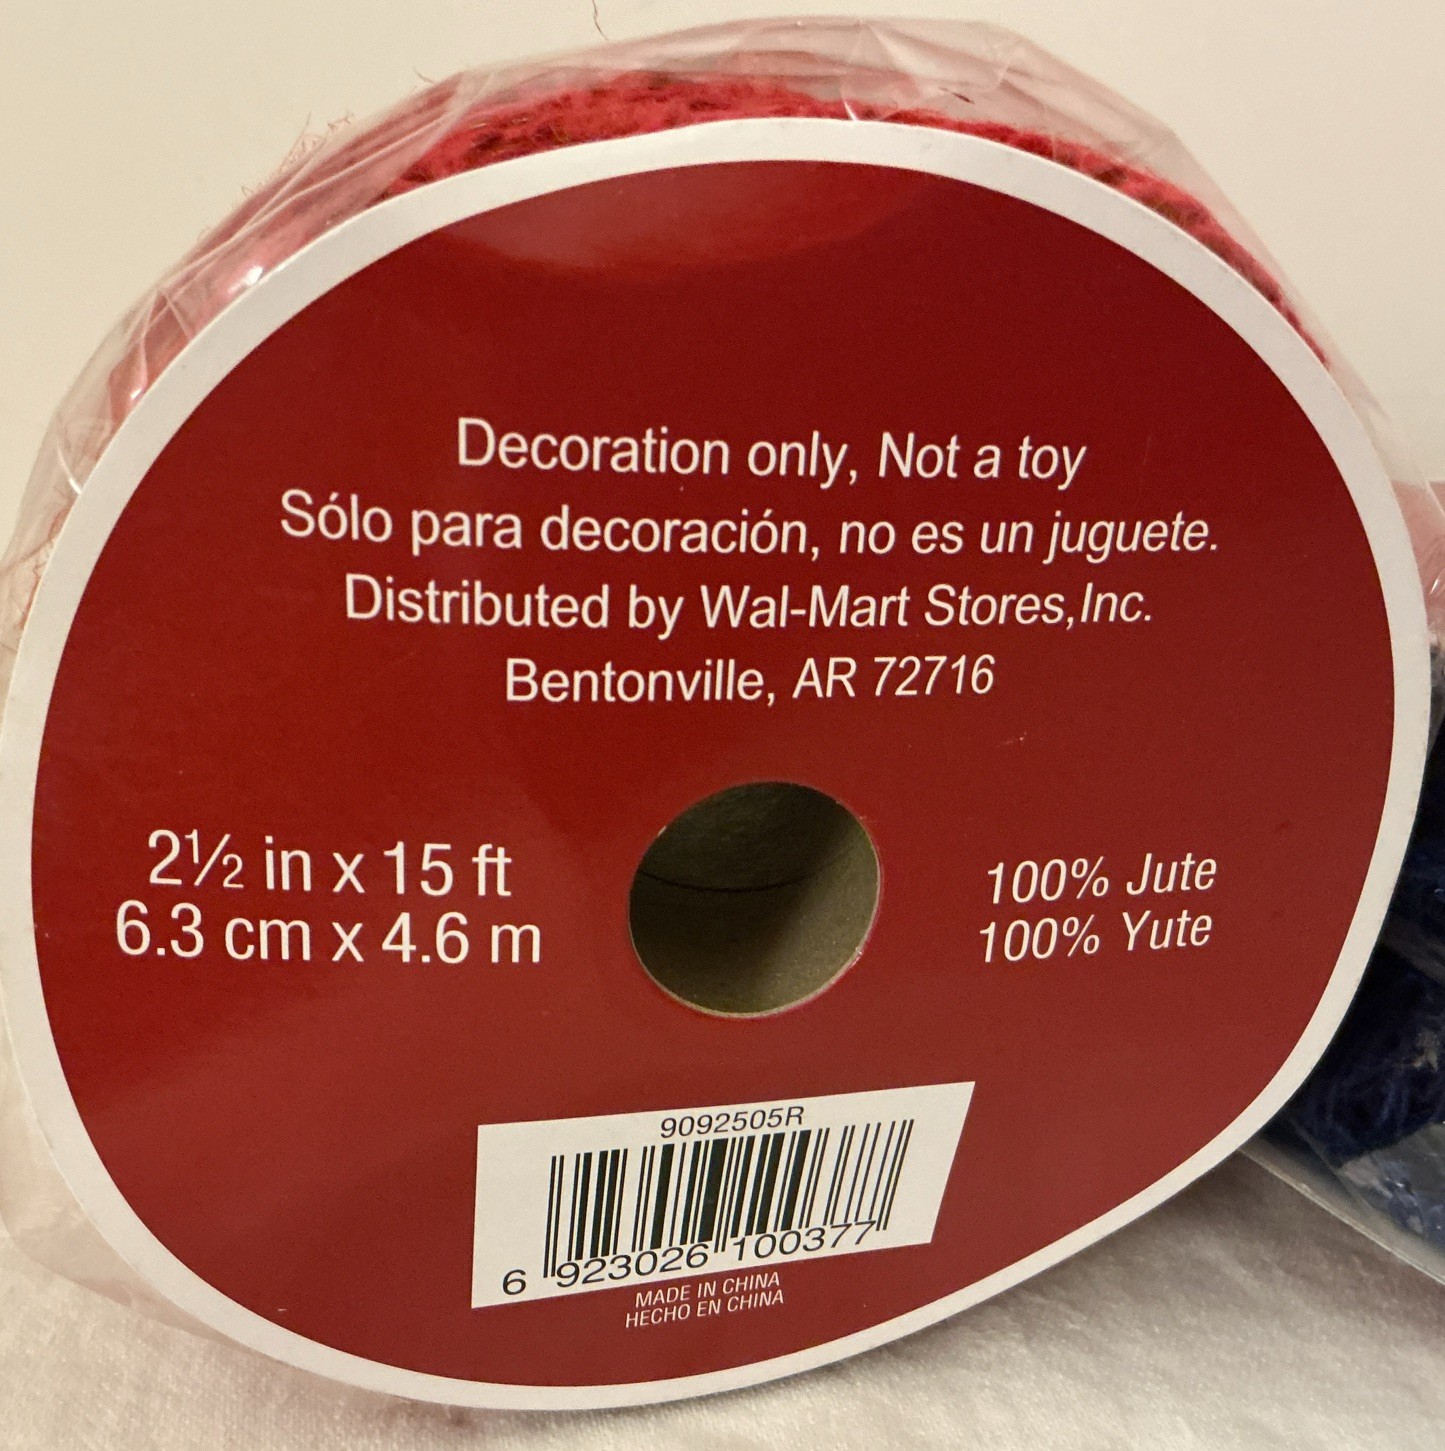 Decoration only, Not a toy
Sólo para decoración, no es un juguete.
Distributed by Wal-Mart Stores,Inc.
Bentonville, AR 72716
2½ in x 15 ft
6.3 cm x 4.6 m
100% Jute
100% Yute
9092505R
6 923026 100377
MADE IN CHINA
HECHO EN CHINA